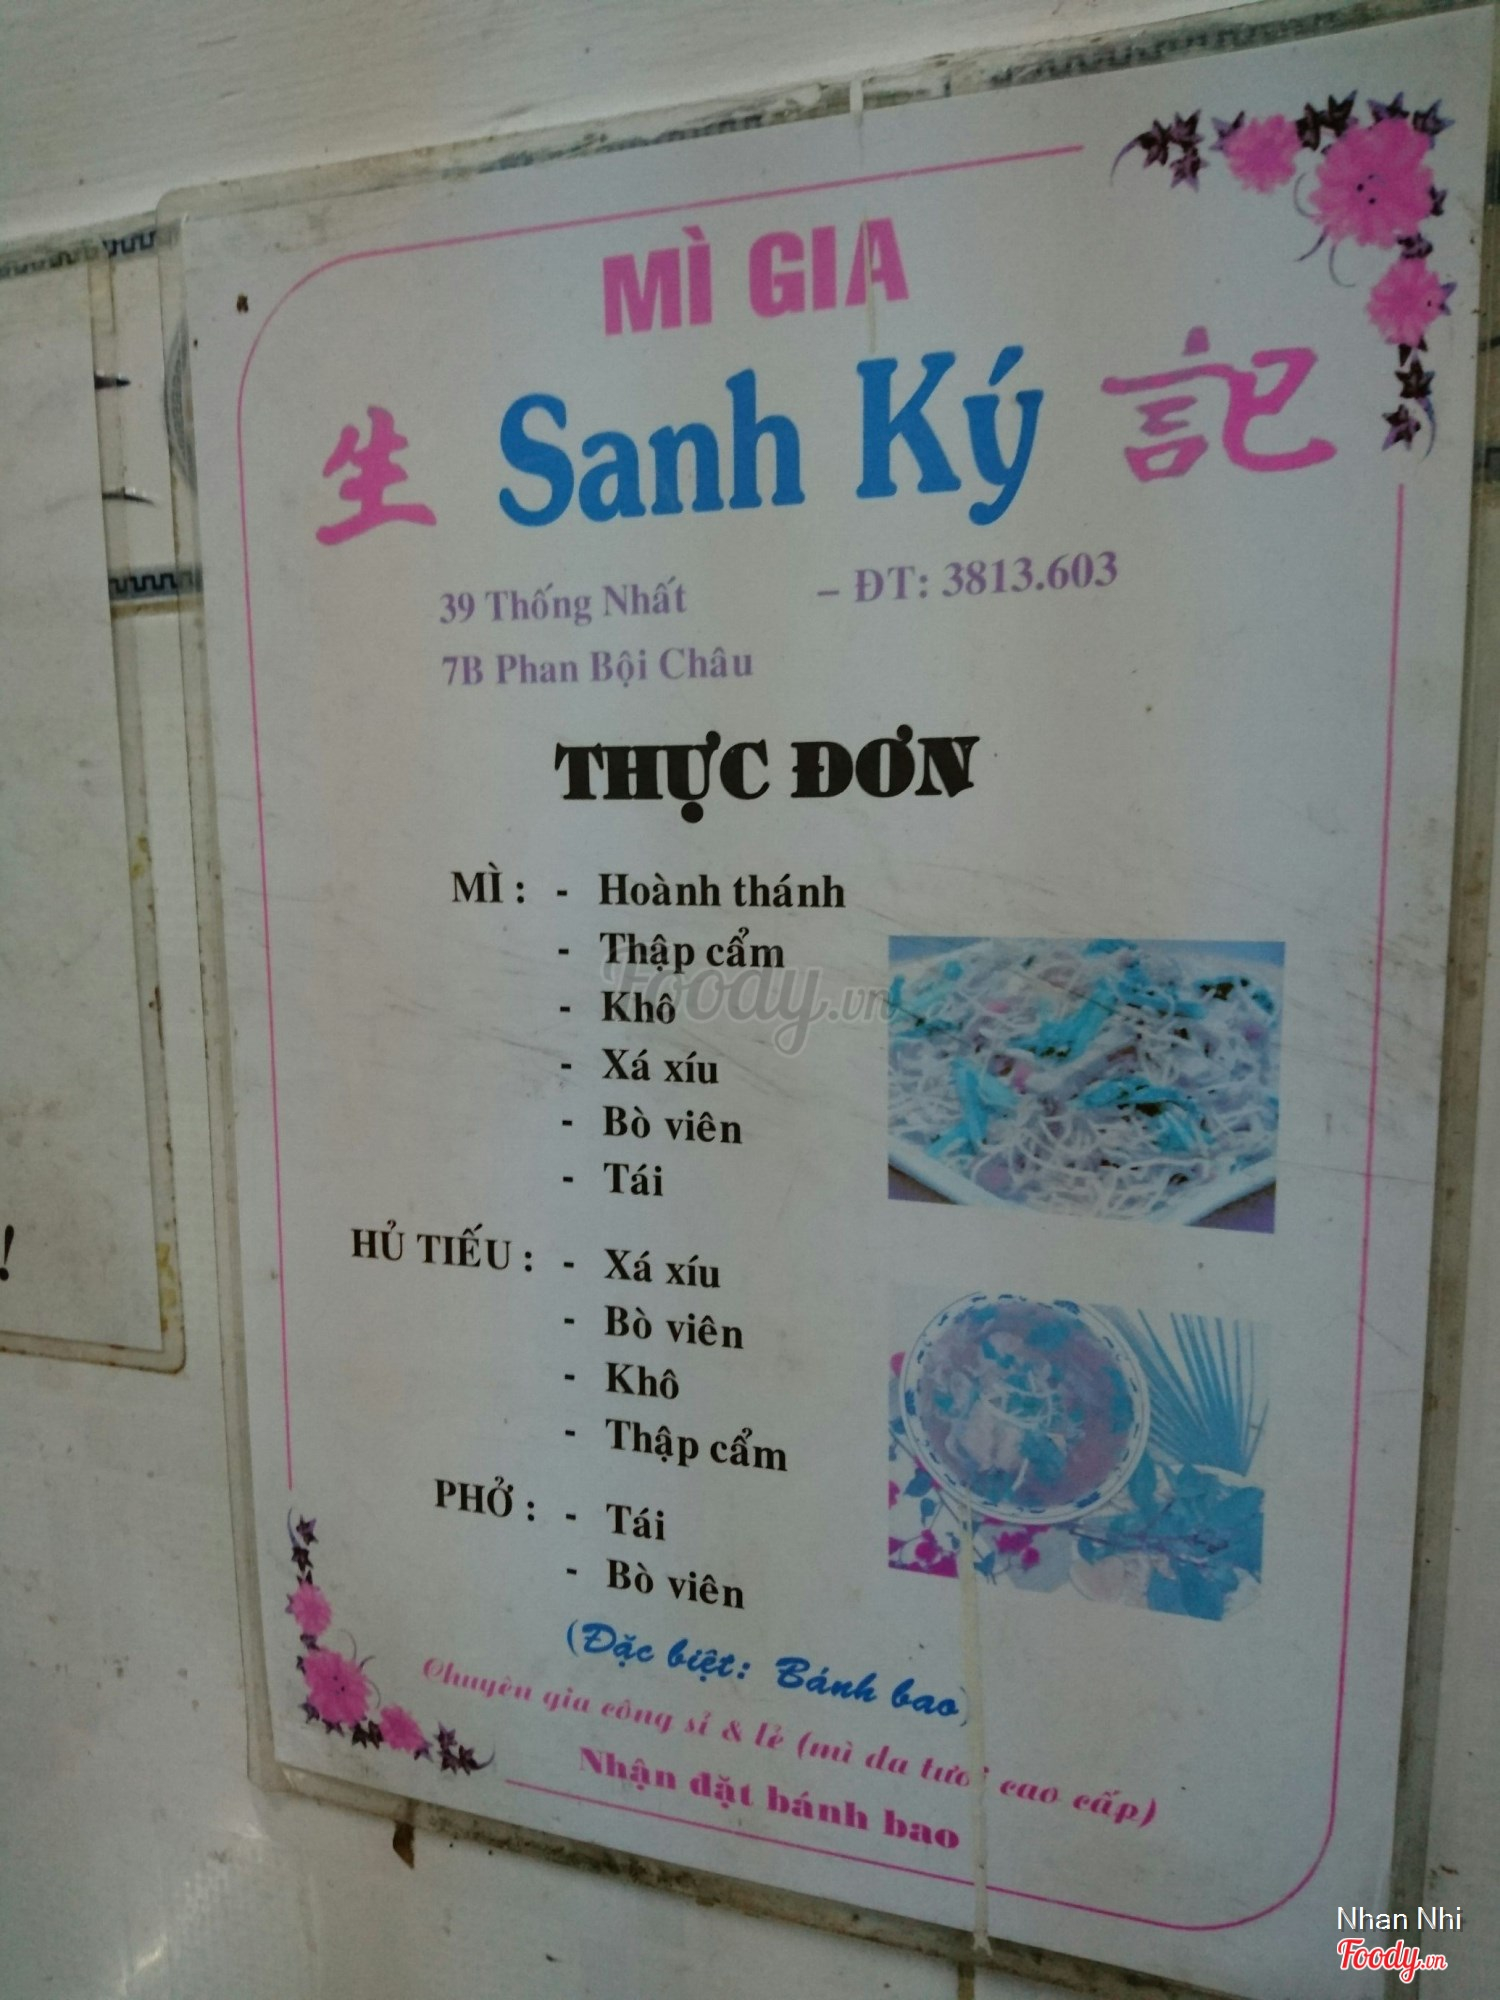 MÌ GIA
生 Sanh Ký 記
39 Thống Nhất – ĐT: 3813.603
7B Phan Bội Châu
THỰC ĐƠN
MÌ : - Hoành thánh
- Thập cẩm
- Khô
- Xá xíu
- Bò viên
- Tái
HỦ TIẾU : - Xá xíu
- Bò viên
- Khô
- Thập cẩm
PHỞ : - Tái
- Bò viên
(Đặc biệt: Bánh bao)
Chuyên gia công sỉ & lẻ (mì da tươi cao cấp)
Nhận đặt bánh bao
!
Foody.vn
Nhan Nhi
Foody.vn